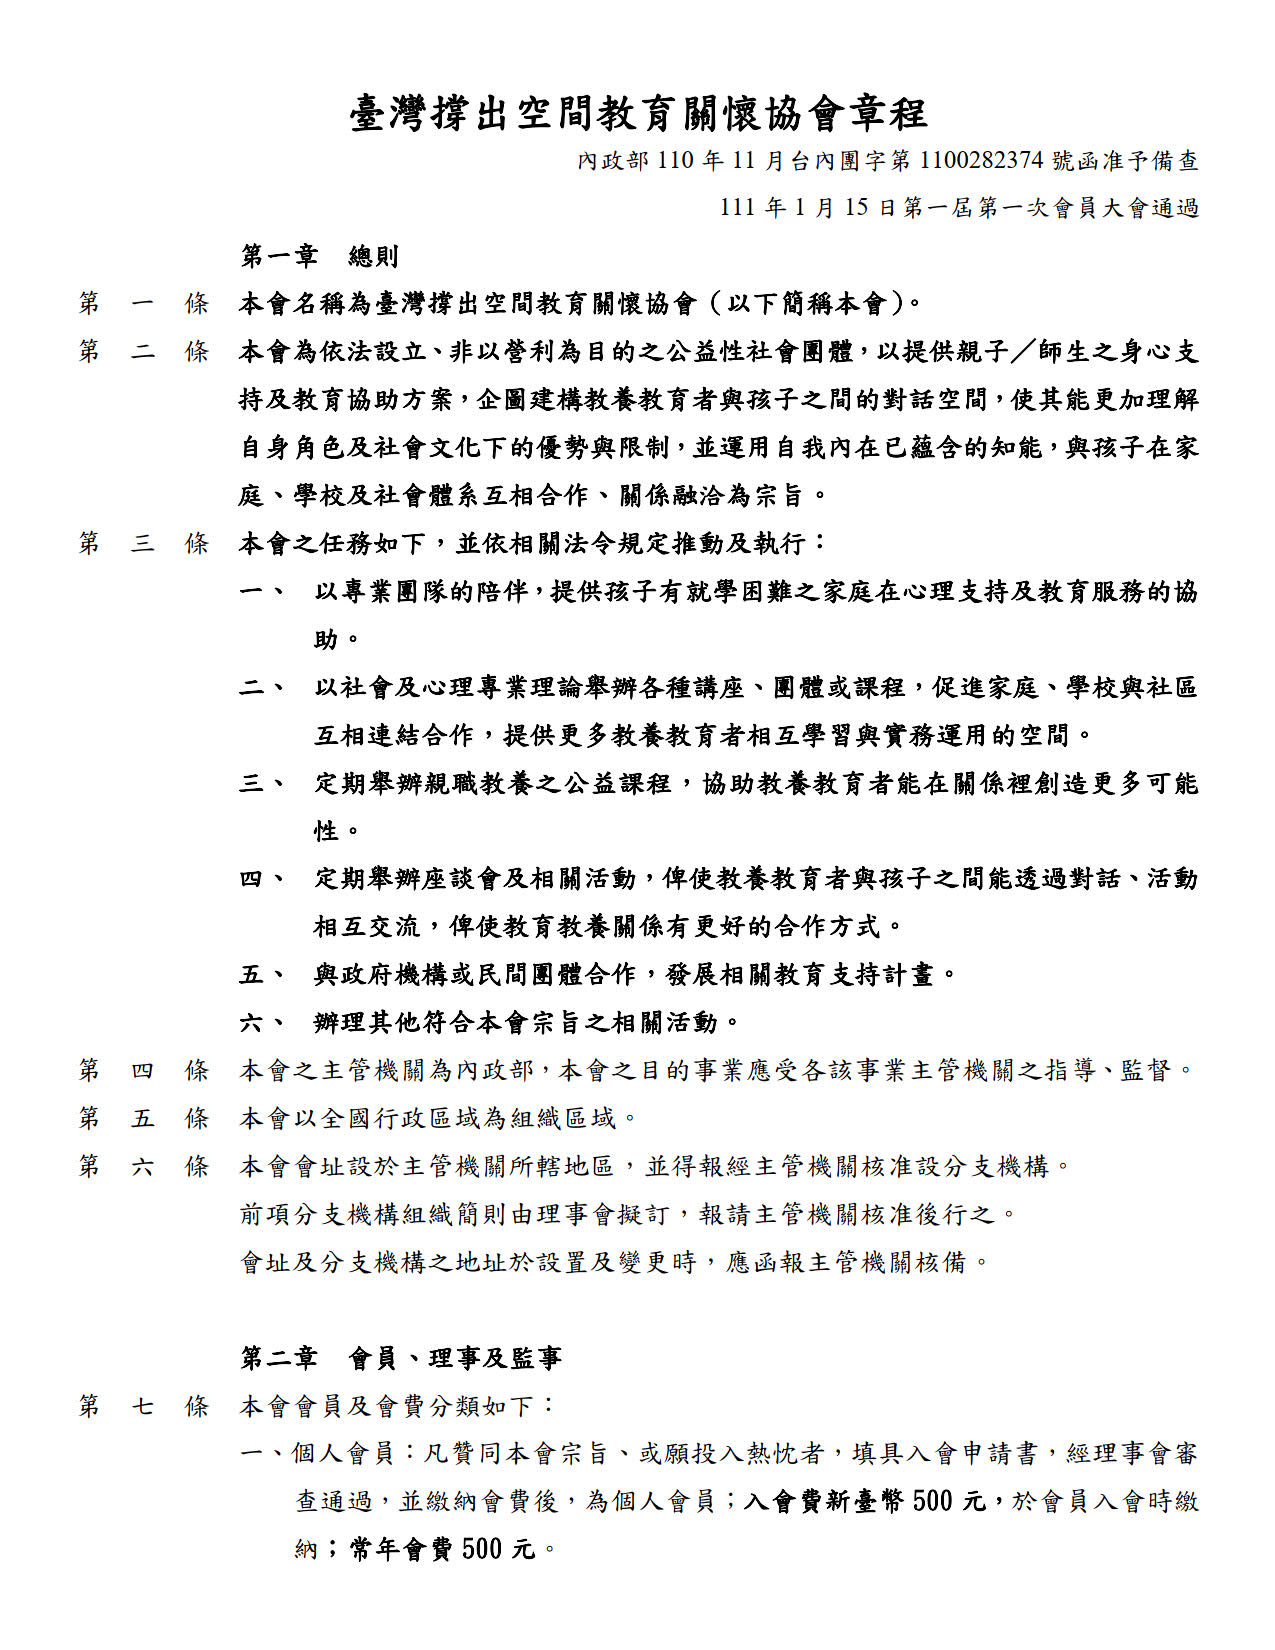 臺灣撐出空間教育關懷協會章程
內政部 110 年 11 月台內團字第 1100282374 號函准予備查
111 年 1 月 15 日第一屆第一次會員大會通過
第一章　總則
第 一 條 本會名稱為臺灣撐出空間教育關懷協會（以下簡稱本會）。
第 二 條 本會為依法設立、非以營利為目的之公益性社會團體，以提供親子／師生之身心支
持及教育協助方案，企圖建構教養教育者與孩子之間的對話空間，使其能更加理解
自身角色及社會文化下的優勢與限制，並運用自我內在已蘊含的知能，與孩子在家
庭、學校及社會體系互相合作、關係融洽為宗旨。
第 三 條 本會之任務如下，並依相關法令規定推動及執行：
一、 以專業團隊的陪伴，提供孩子有就學困難之家庭在心理支持及教育服務的協
助。
二、 以社會及心理專業理論舉辦各種講座、團體或課程，促進家庭、學校與社區
互相連結合作，提供更多教養教育者相互學習與實務運用的空間。
三、 定期舉辦親職教養之公益課程，協助教養教育者能在關係裡創造更多可能
性。
四、 定期舉辦座談會及相關活動，俾使教養教育者與孩子之間能透過對話、活動
相互交流，俾使教育教養關係有更好的合作方式。
五、 與政府機構或民間團體合作，發展相關教育支持計畫。
六、 辦理其他符合本會宗旨之相關活動。
第 四 條 本會之主管機關為內政部，本會之目的事業應受各該事業主管機關之指導、監督。
第 五 條 本會以全國行政區域為組織區域。
第 六 條 本會會址設於主管機關所轄地區，並得報經主管機關核准設分支機構。
前項分支機構組織簡則由理事會擬訂，報請主管機關核准後行之。
會址及分支機構之地址於設置及變更時，應函報主管機關核備。
第二章　會員、理事及監事
第 七 條 本會會員及會費分類如下：
一、個人會員：凡贊同本會宗旨、或願投入熱忱者，填具入會申請書，經理事會審
查通過，並繳納會費後，為個人會員；入會費新臺幣 500 元，於會員入會時繳
納；常年會費 500 元。